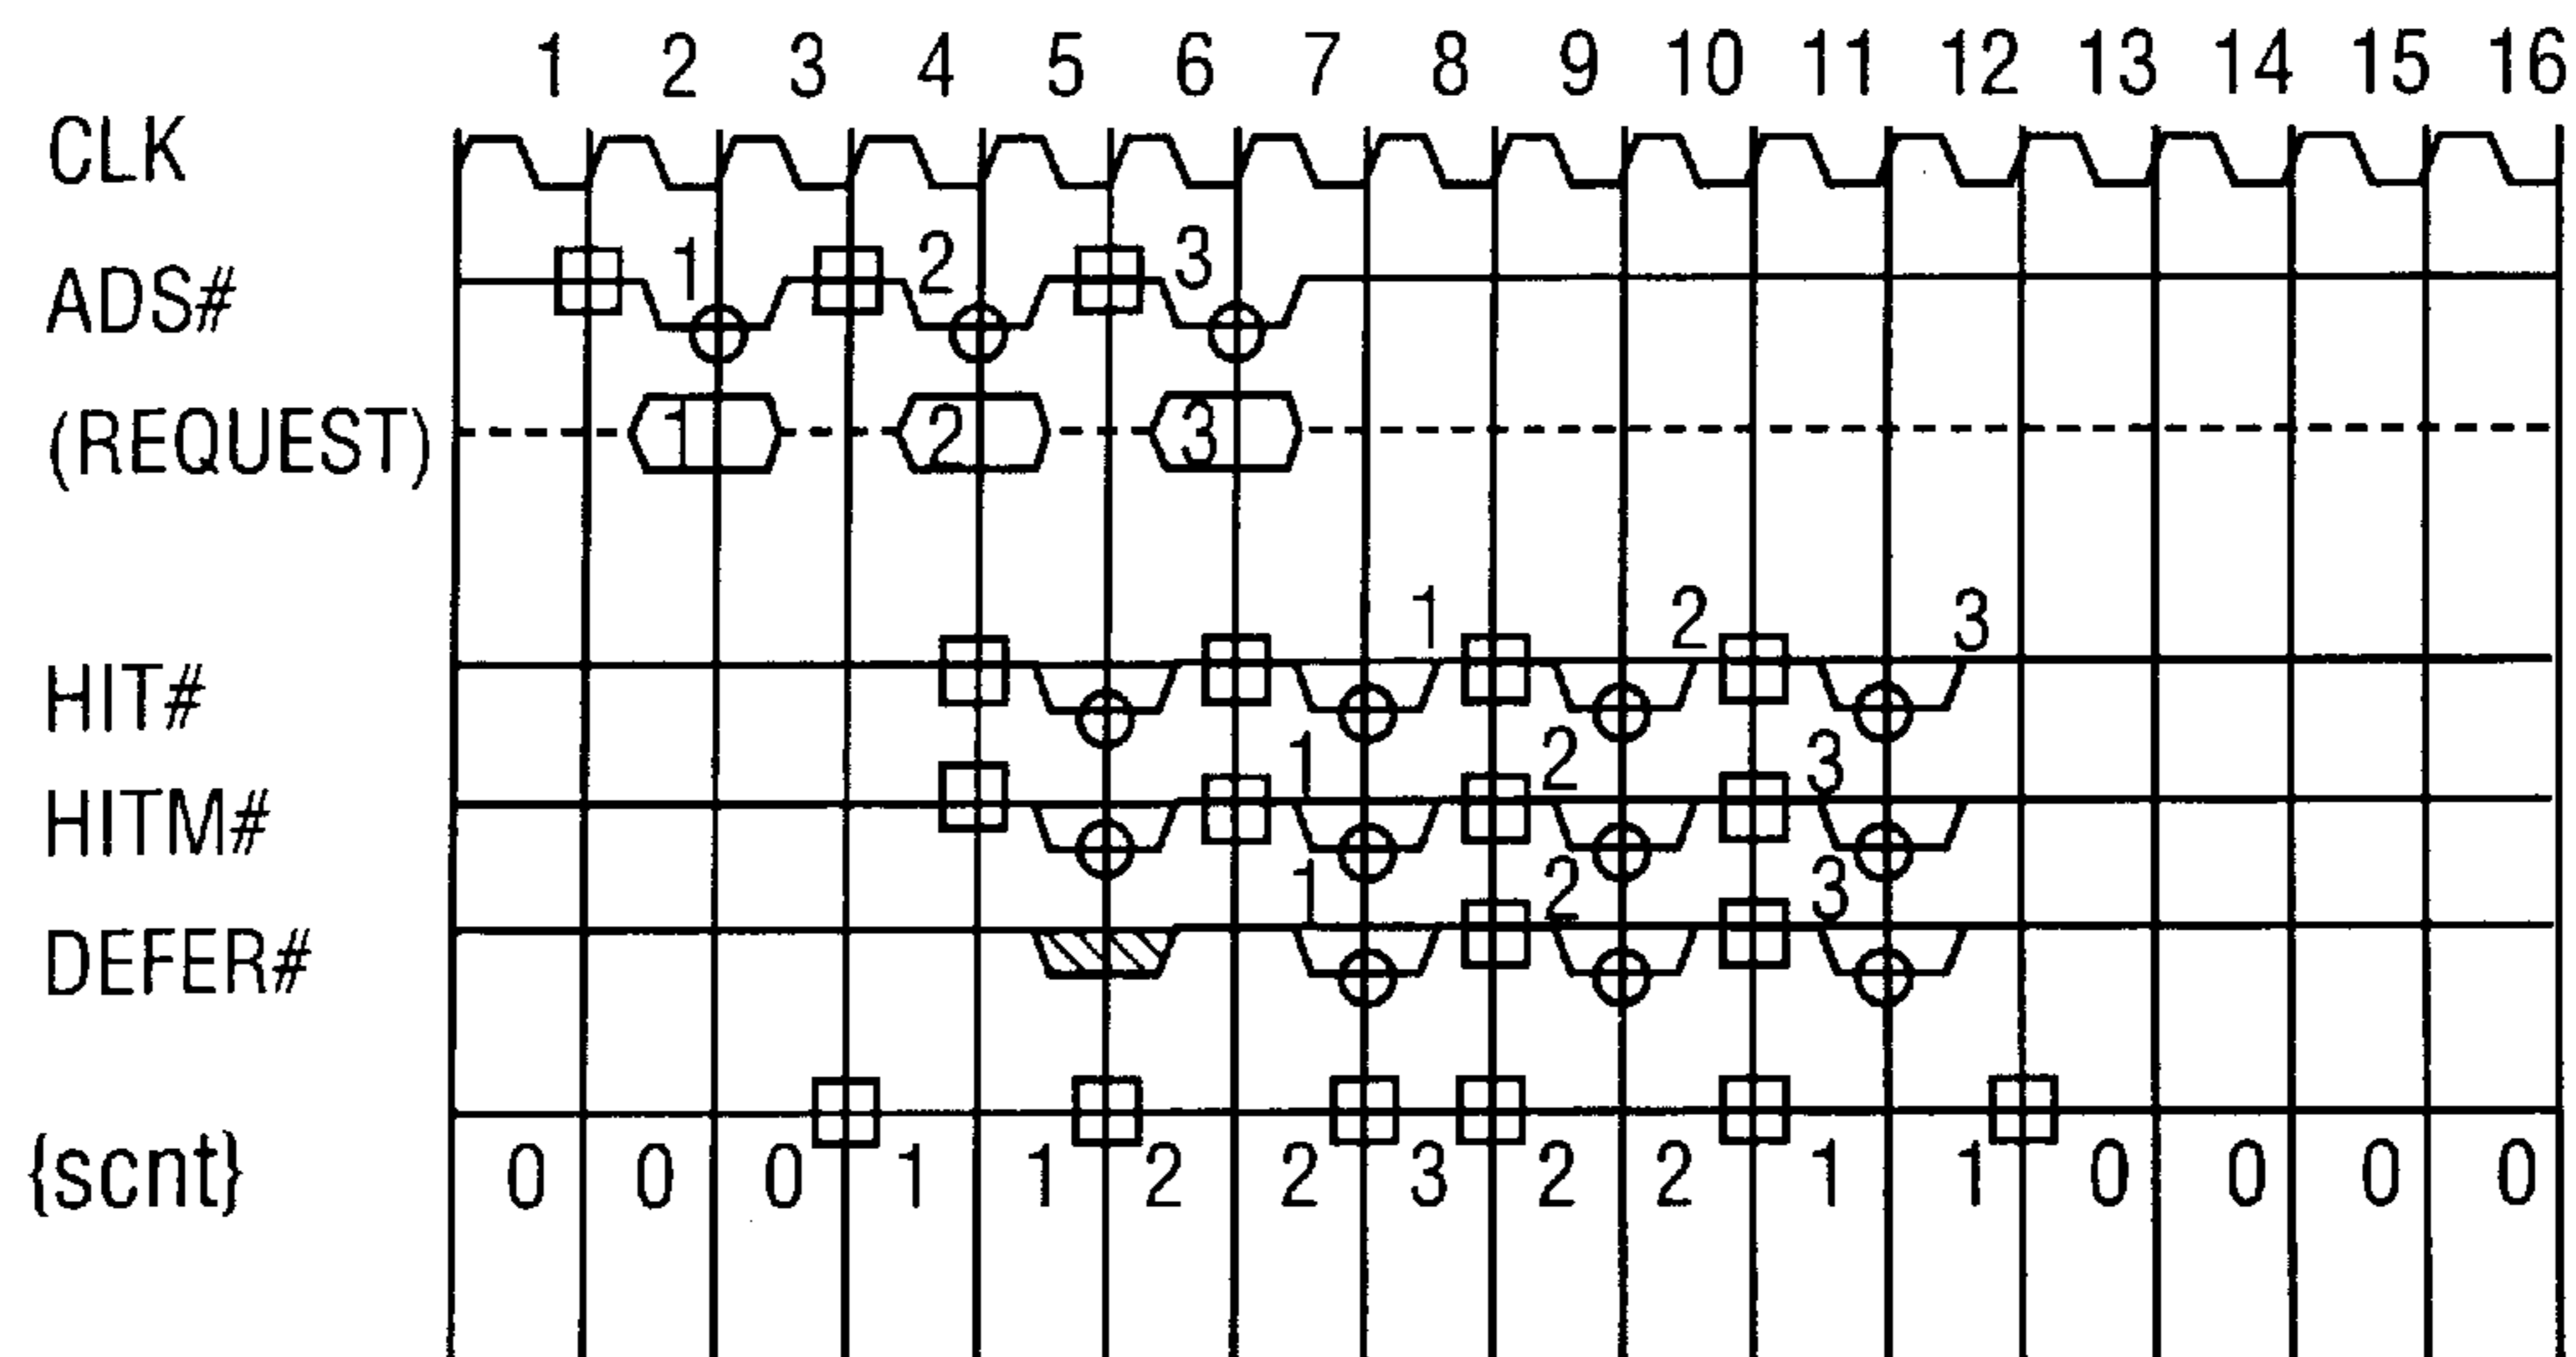 1 2 3 4 5 6 7 8 9 10 11 12 13 14 15 16
CLK
ADS# 1 2 3
(REQUEST) 1 2 3
1 2 3
HIT#
1 2 3
HITM#
1 2 3
DEFER#
{scnt} 0 0 0 1 1 2 2 3 2 2 1 1 0 0 0 0